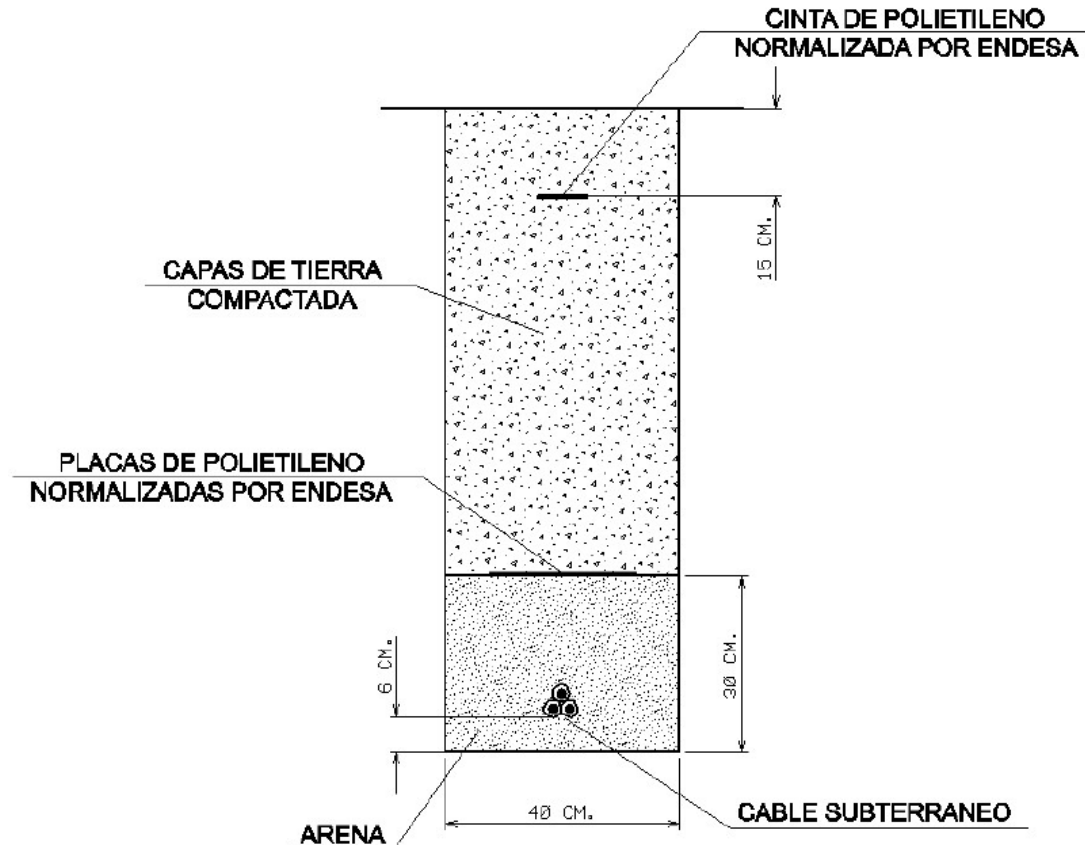 CINTA DE POLIETILENO
NORMALIZADA POR ENDESA
15 CM.
CAPAS DE TIERRA
COMPACTADA
PLACAS DE POLIETILENO
NORMALIZADAS POR ENDESA
6 CM.
30 CM.
40 CM.
CABLE SUBTERRANEO
ARENA